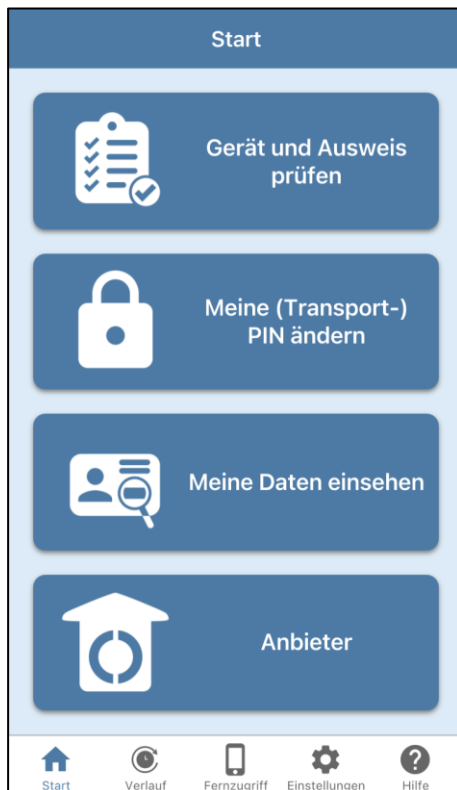 Start
Gerät und Ausweis
prüfen
Meine (Transport-)
PIN ändern
Meine Daten einsehen
Anbieter
Start Verlauf Fernzugriff Einstellungen Hilfe